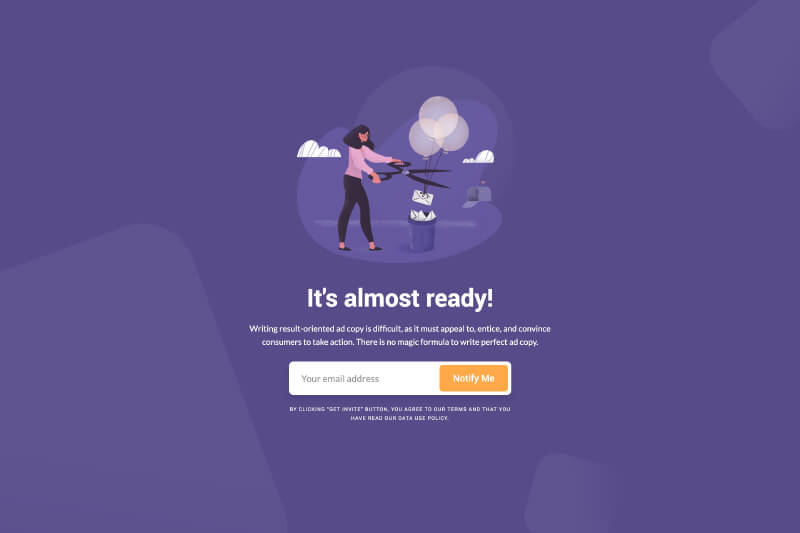 It's almost ready!
Writing result-oriented ad copy is difficult, as it must appeal to, entice, and convince
consumers to take action. There is no magic formula to write perfect ad copy.
Your email address
Notify Me
BY CLICKING "GET INVITE" BUTTON, YOU AGREE TO OUR TERMS AND THAT YOU
HAVE READ OUR DATA USE POLICY.